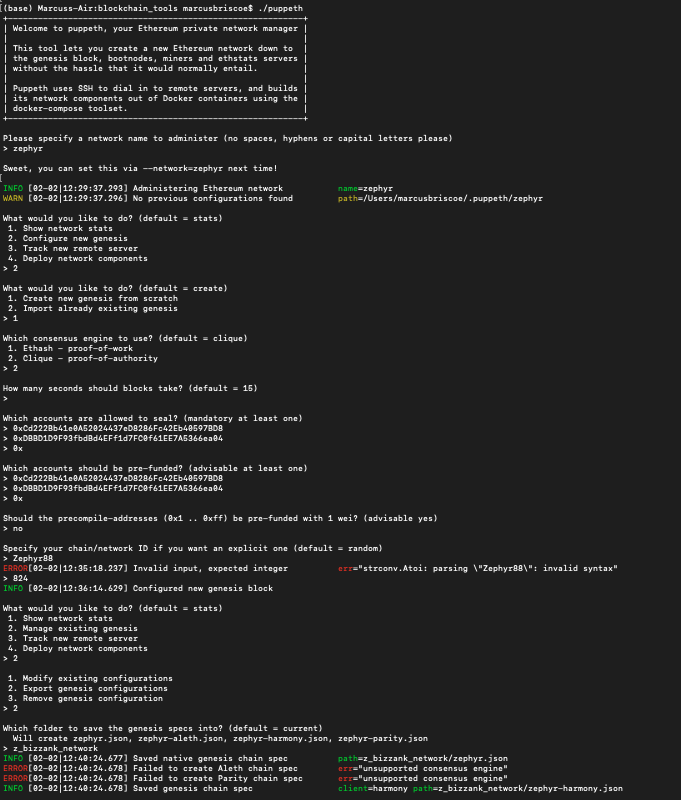 [(base) Marcuss-Air:blockchain_tools marcusbriscoe$ ./puppeth
+-----------------------------------------------------------+
| Welcome to puppeth, your Ethereum private network manager |
|                                                           |
| This tool lets you create a new Ethereum network down to  |
| the genesis block, bootnodes, miners and ethstats servers |
| without the hassle that it would normally entail.         |
|                                                           |
| Puppeth uses SSH to dial in to remote servers, and builds |
| its network components out of Docker containers using the |
| docker-compose toolset.                                   |
+-----------------------------------------------------------+
Please specify a network name to administer (no spaces, hyphens or capital letters please)
> zephyr
Sweet, you can set this via --network=zephyr next time!
[
INFO [02-02|12:29:37.293] Administering Ethereum network           name=zephyr
WARN [02-02|12:29:37.296] No previous configurations found         path=/Users/marcusbriscoe/.puppeth/zephyr
What would you like to do? (default = stats)
1. Show network stats
2. Configure new genesis
3. Track new remote server
4. Deploy network components
> 2
What would you like to do? (default = create)
1. Create new genesis from scratch
2. Import already existing genesis
> 1
Which consensus engine to use? (default = clique)
1. Ethash - proof-of-work
2. Clique - proof-of-authority
> 2
How many seconds should blocks take? (default = 15)
>
Which accounts are allowed to seal? (mandatory at least one)
> 0xCd222Bb41e0A52024437eD8286Fc42Eb40597BD8
> 0xDBBD1D9F93fbdBd4EFf1d7FC0f61EE7A5366ea04
> 0x
Which accounts should be pre-funded? (advisable at least one)
> 0xCd222Bb41e0A52024437eD8286Fc42Eb40597BD8
> 0xDBBD1D9F93fbdBd4EFf1d7FC0f61EE7A5366ea04
> 0x
Should the precompile-addresses (0x1 .. 0xff) be pre-funded with 1 wei? (advisable yes)
> no
Specify your chain/network ID if you want an explicit one (default = random)
> Zephyr88
ERROR[02-02|12:35:18.237] Invalid input, expected integer          err="strconv.Atoi: parsing \"Zephyr88\": invalid syntax"
> 824
INFO [02-02|12:36:14.629] Configured new genesis block
What would you like to do? (default = stats)
1. Show network stats
2. Manage existing genesis
3. Track new remote server
4. Deploy network components
> 2
1. Modify existing configurations
2. Export genesis configurations
3. Remove genesis configuration
> 2
Which folder to save the genesis specs into? (default = current)
Will create zephyr.json, zephyr-aleth.json, zephyr-harmony.json, zephyr-parity.json
> z_bizzank_network
INFO [02-02|12:40:24.677] Saved native genesis chain spec          path=z_bizzank_network/zephyr.json
ERROR[02-02|12:40:24.678] Failed to create Aleth chain spec        err="unsupported consensus engine"
ERROR[02-02|12:40:24.678] Failed to create Parity chain spec       err="unsupported consensus engine"
INFO [02-02|12:40:24.678] Saved genesis chain spec                 client=harmony path=z_bizzank_network/zephyr-harmony.json